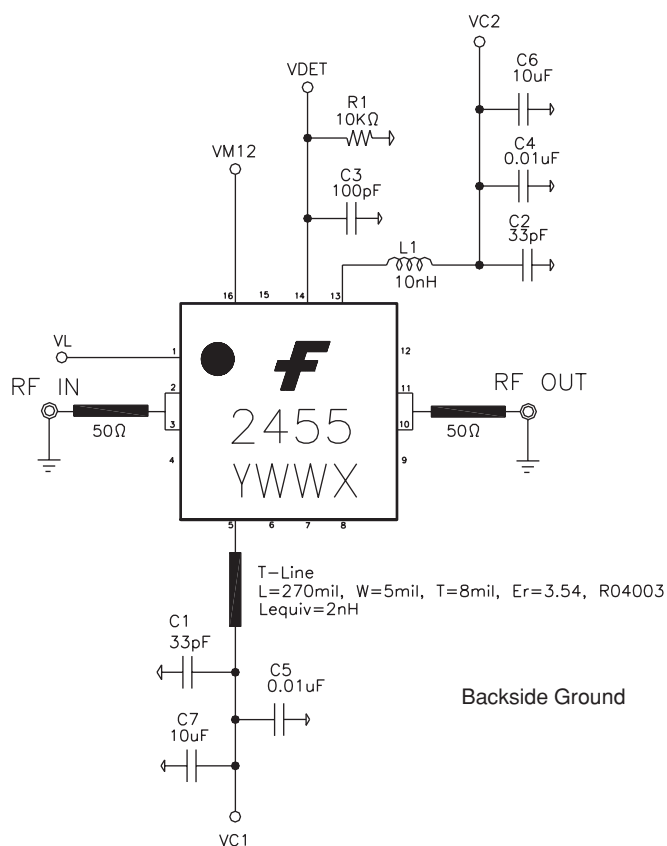 VC2
C6
10uF
VDET
R1
10KΩ
C4
0.01uF
VM12
C3
100pF
C2
33pF
L1
10nH
16
15
14
13
VL
1
12
RF IN
2
11
RF OUT
50Ω
3
2455
10
50Ω
4
9
YWWX
5
6
7
8
T-Line
L=270mil, W=5mil, T=8mil, Er=3.54, RO4003
Lequiv=2nH
C1
33pF
C5
0.01uF
Backside Ground
C7
10uF
VC1